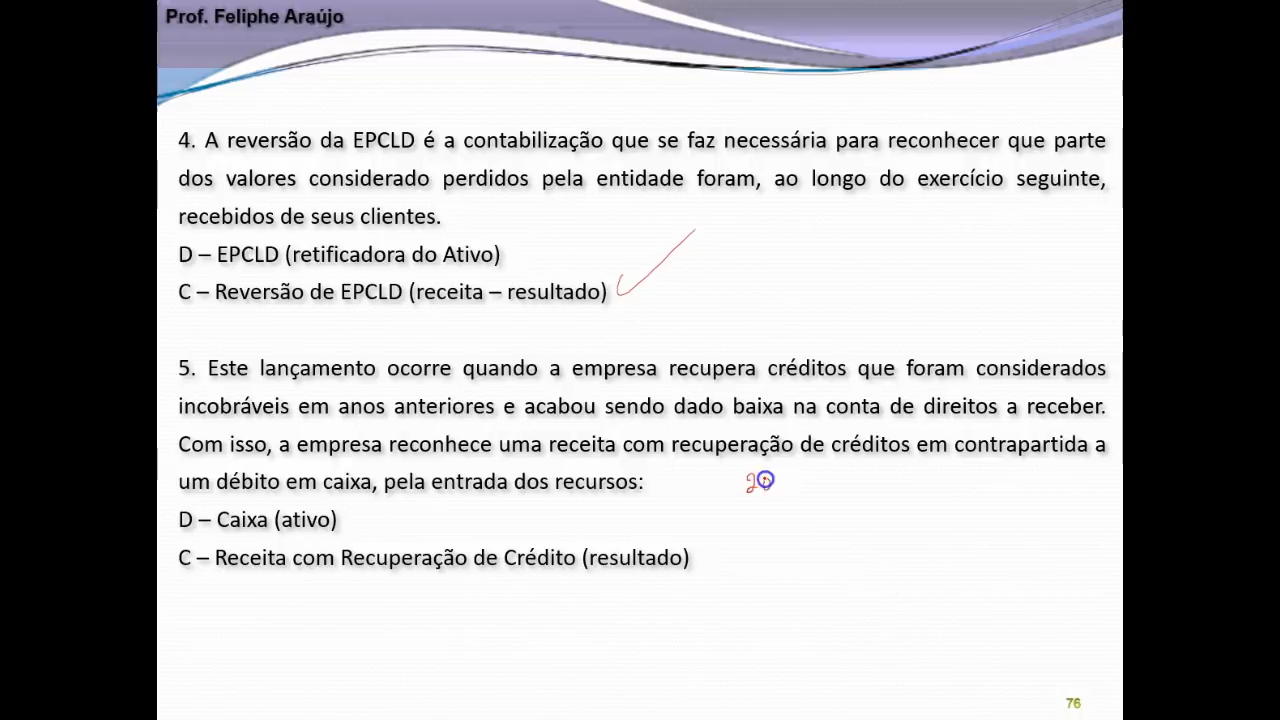 Prof. Feliphe Araújo
4. A reversão da EPCLD é a contabilização que se faz necessária para reconhecer que parte
dos valores considerado perdidos pela entidade foram, ao longo do exercício seguinte,
recebidos de seus clientes.
D – EPCLD (retificadora do Ativo)
C – Reversão de EPCLD (receita – resultado)
5. Este lançamento ocorre quando a empresa recupera créditos que foram considerados
incobráveis em anos anteriores e acabou sendo dado baixa na conta de direitos a receber.
Com isso, a empresa reconhece uma receita com recuperação de créditos em contrapartida a
um débito em caixa, pela entrada dos recursos:
D – Caixa (ativo)
C – Receita com Recuperação de Crédito (resultado)
76